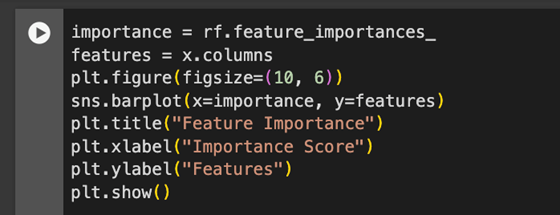 importance = rf.feature_importances_
features = x.columns
plt.figure(figsize=(10, 6))
sns.barplot(x=importance, y=features)
plt.title("Feature Importance")
plt.xlabel("Importance Score")
plt.ylabel("Features")
plt.show()